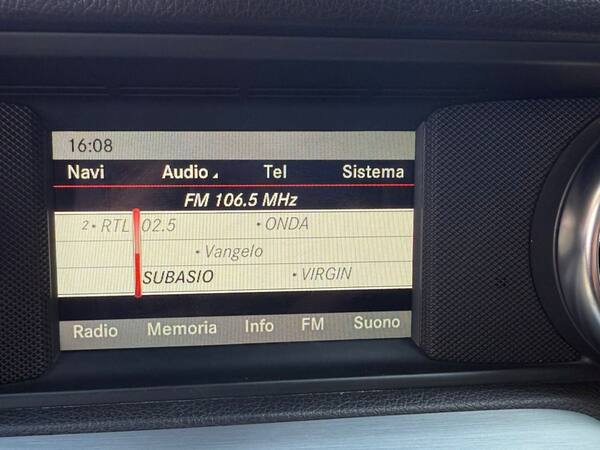 16:08
Navi Audio Tel Sistema
FM 106.5 MHz
2• RTL 02.5 • ONDA
• Vangelo
SUBASIO • VIRGIN
Radio Memoria Info FM Suono